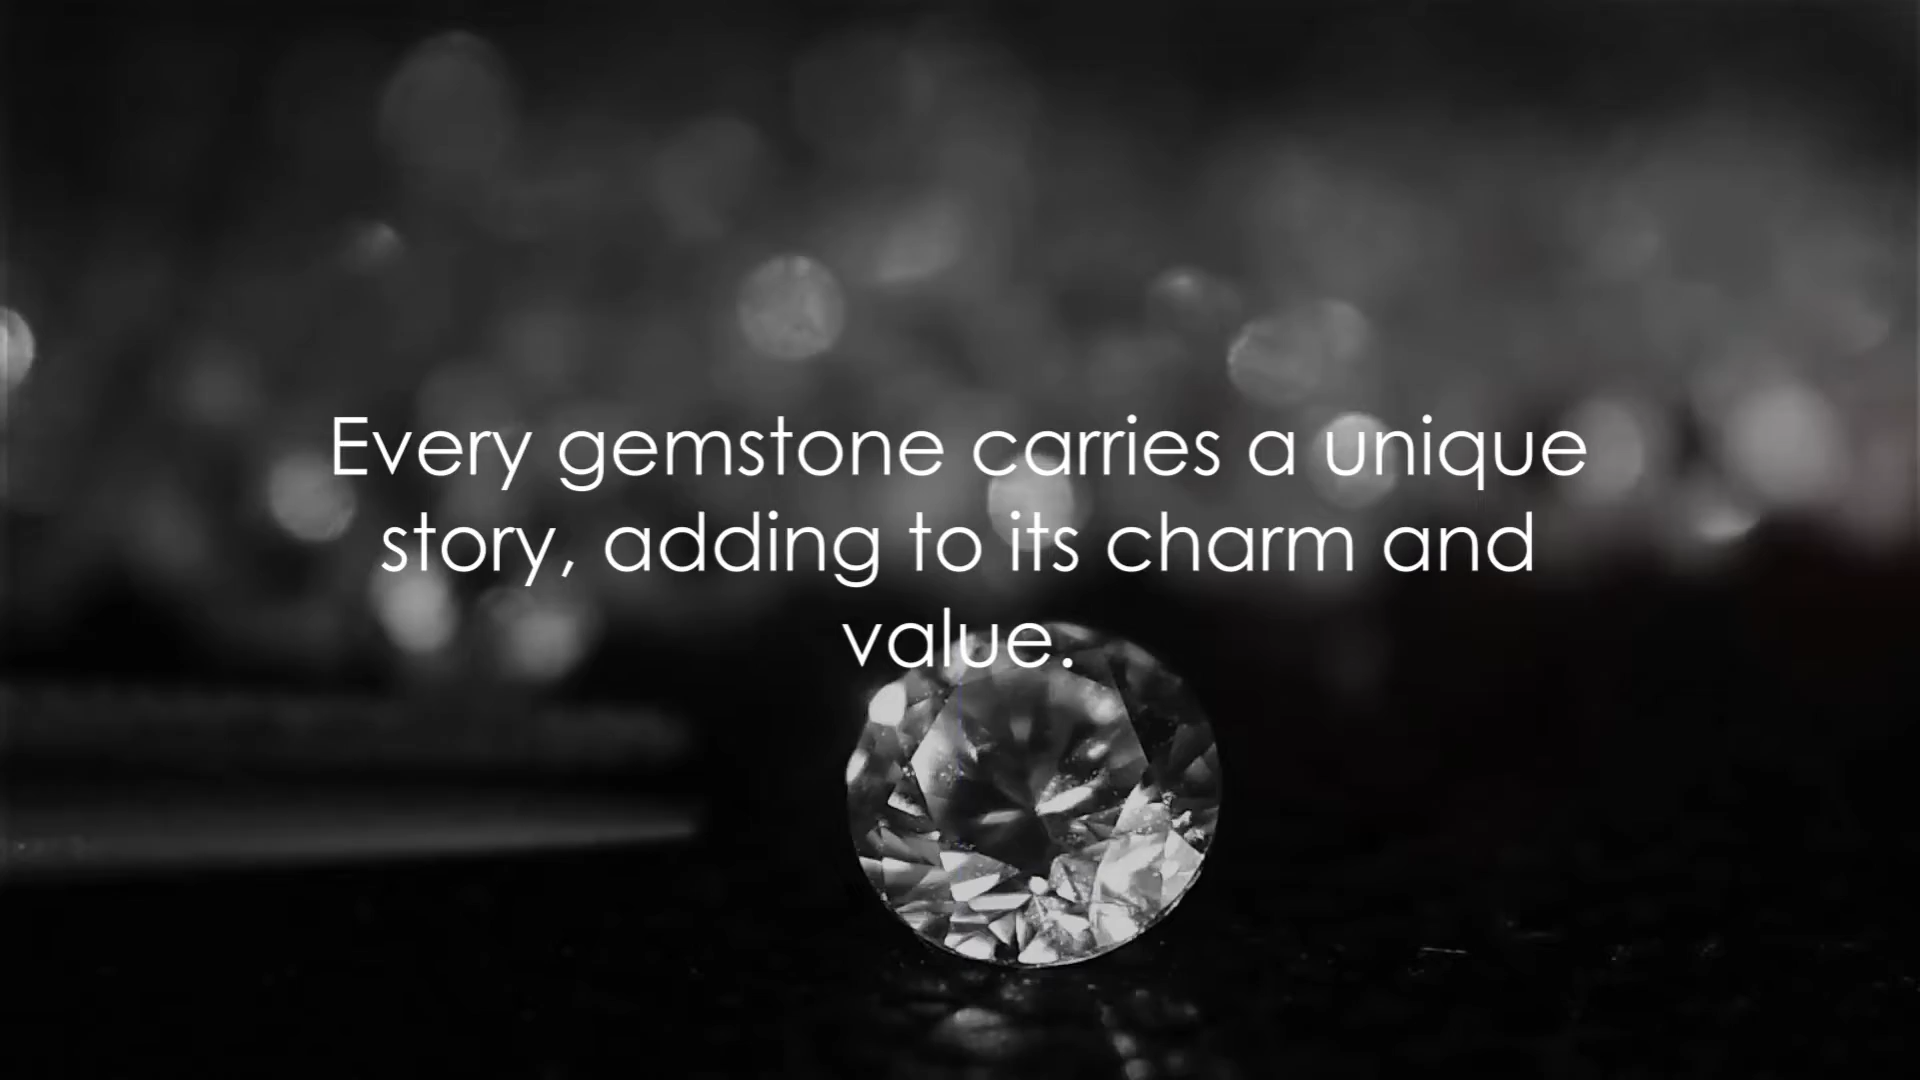 Every gemstone carries a unique
story, adding to its charm and
value.